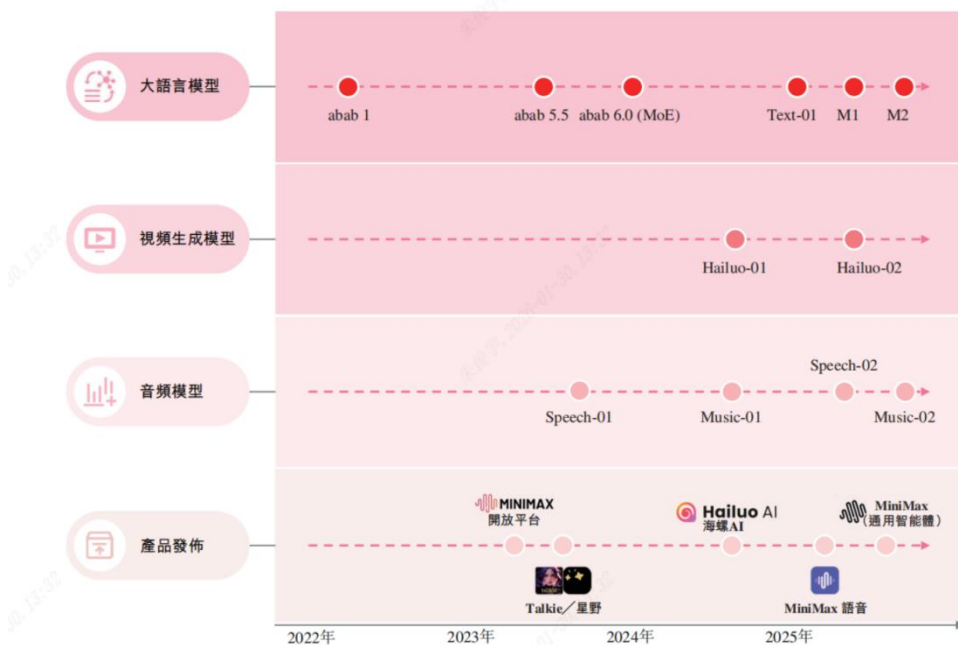 大語言模型
abab 1
abab 5.5
abab 6.0 (MoE)
Text-01
M1
M2
視頻生成模型
Hailuo-01
Hailuo-02
音頻模型
Speech-02
Speech-01
Music-01
Music-02
產品發佈
MINIMAX
開放平台
Hailuo AI
海螺AI
MiniMax
（通用智能體）
Talkie／星野
MiniMax 語音
2022年
2023年
2024年
2025年